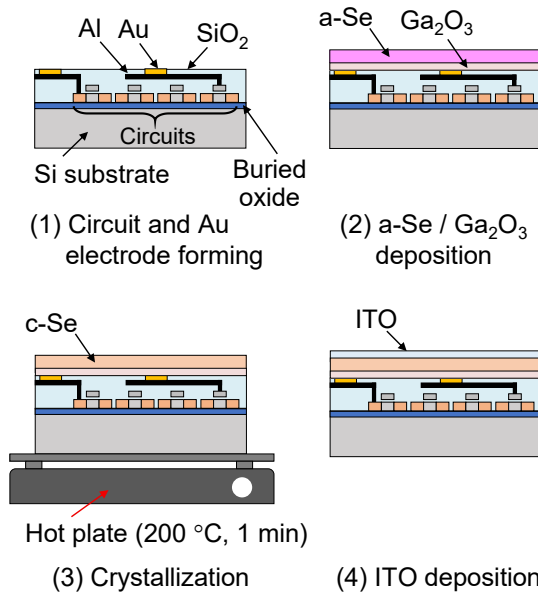 Al Au SiO₂
Circuits
Si substrate
Buried
oxide
(1) Circuit and Au
electrode forming
a-Se Ga₂O₃
(2) a-Se / Ga₂O₃
deposition
c-Se
Hot plate (200 °C, 1 min)
(3) Crystallization
ITO
(4) ITO deposition